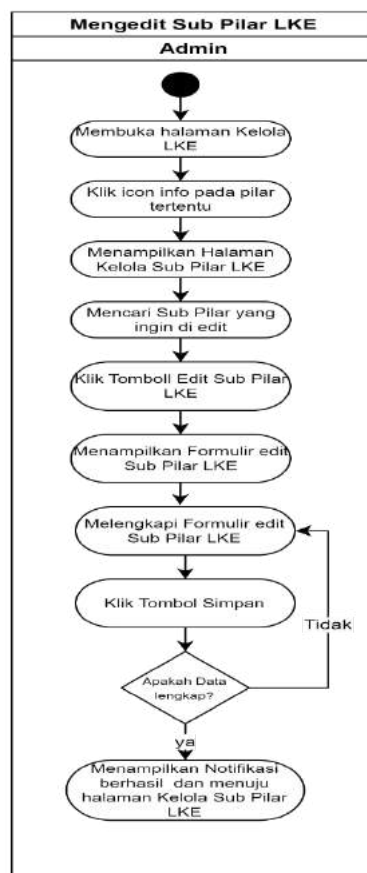 Mengedit Sub Pilar LKE
Admin
Membuka halaman Kelola
LKE
Klik icon info pada pilar
tertentu
Menampilkan Halaman
Kelola Sub Pilar LKE
Mencari Sub Pilar yang
ingin di edit
Klik Tomboll Edit Sub Pilar
LKE
Menampilkan Formulir edit
Sub Pilar LKE
Melengkapi Formulir edit
Sub Pilar LKE
Klik Tombol Simpan
Tidak
Apakah Data
lengkap?
ya
Menampilkan Notifikasi
berhasil dan menuju
halaman Kelola Sub Pilar
LKE